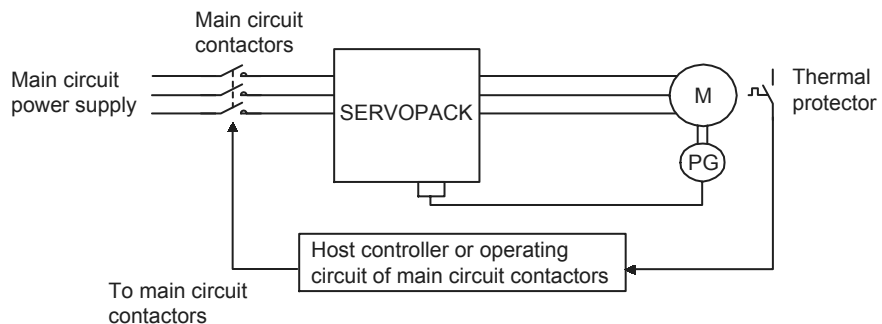 Main circuit
contactors
Main circuit
power supply
SERVOPACK
M
Thermal
protector
PG
Host controller or operating
circuit of main circuit contactors
To main circuit
contactors